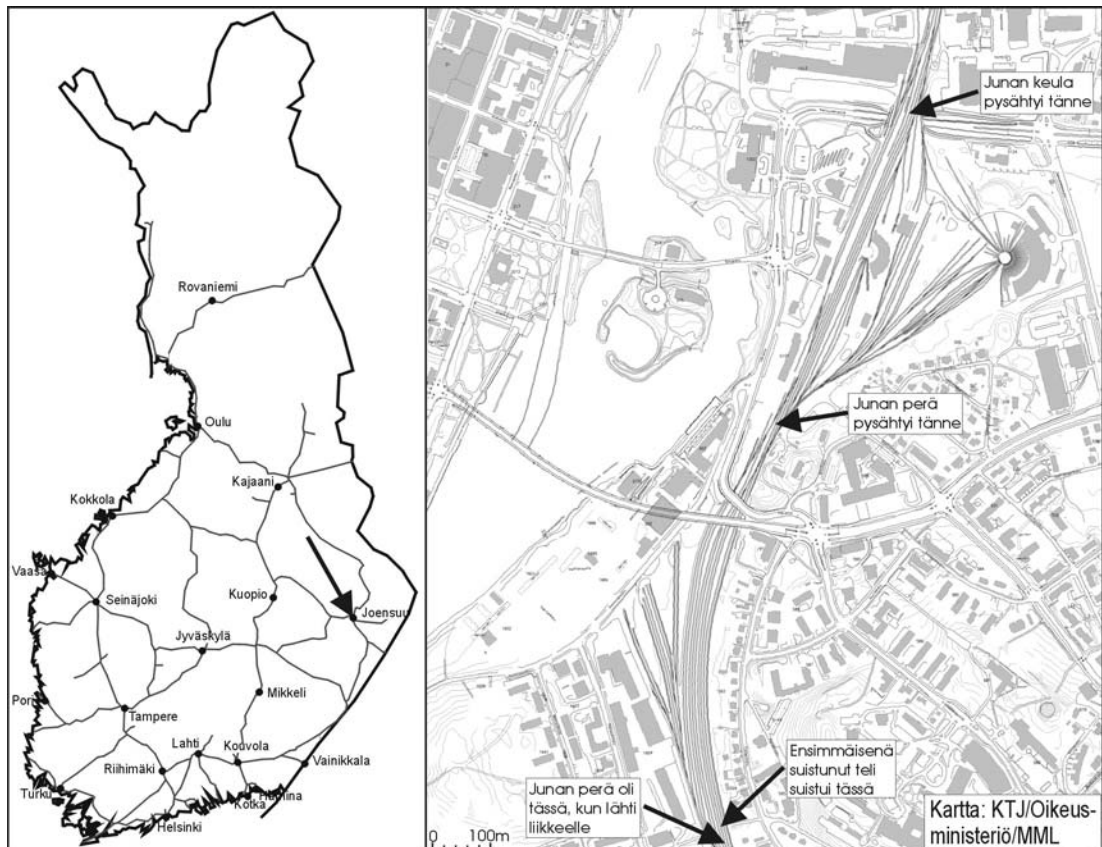 Rovaniemi
Oulu
Kajaani
Kokkola
Vaasa
Seinäjoki
Kuopio
Joensuu
Jyväskylä
Mikkeli
Pori
Tampere
Lahti
Kouvola
Riihimäki
Vainikkala
Turku
Hamina
Kotka
Helsinki
Junan keula
pysähtyi tänne
Junan perä
pysähtyi tänne
Ensimmäisenä
suistunut teli
suistui tässä
Junan perä oli
tässä, kun lähti
liikkeelle
0 100m
Kartta: KTJ/Oikeus-
ministeriö/MML